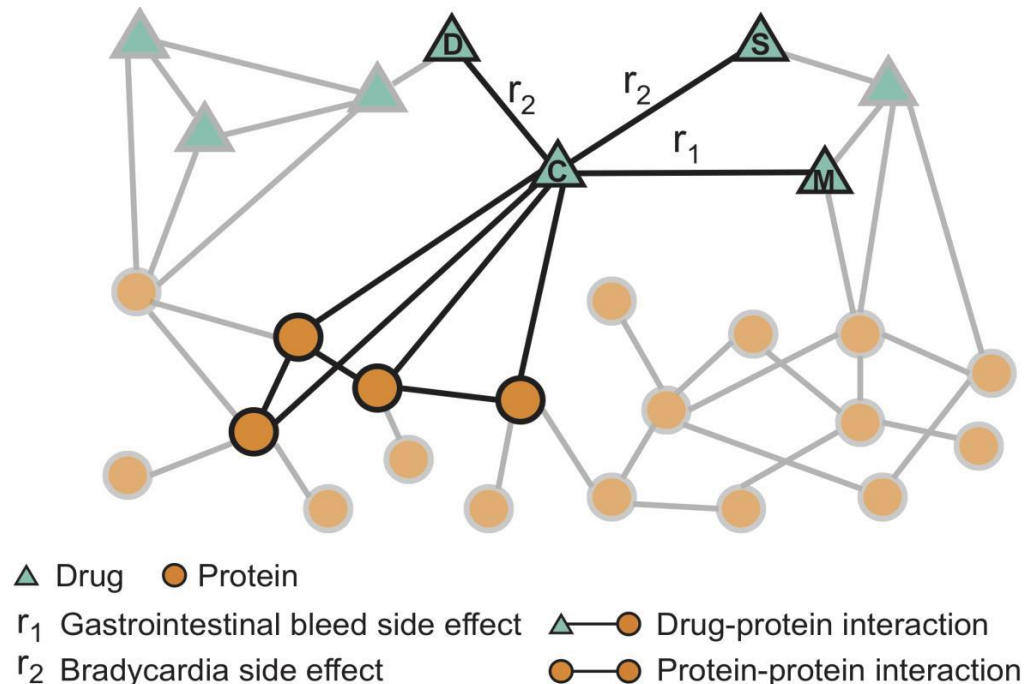 D
S
r2
r2
r1
C
M
Drug
Protein
r1 Gastrointestinal bleed side effect
Drug-protein interaction
r2 Bradycardia side effect
Protein-protein interaction